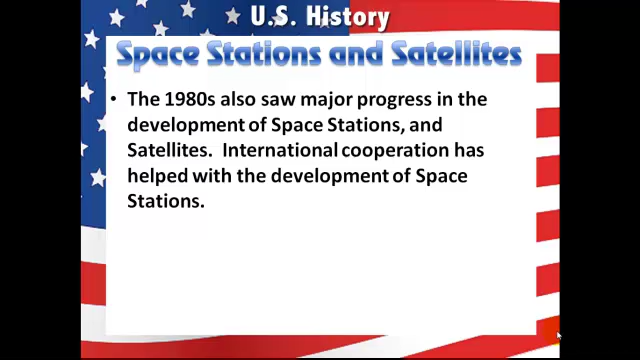 U.S. History
Space Stations and Satellites
• The 1980s also saw major progress in the
development of Space Stations, and
Satellites.  International cooperation has
helped with the development of Space
Stations.